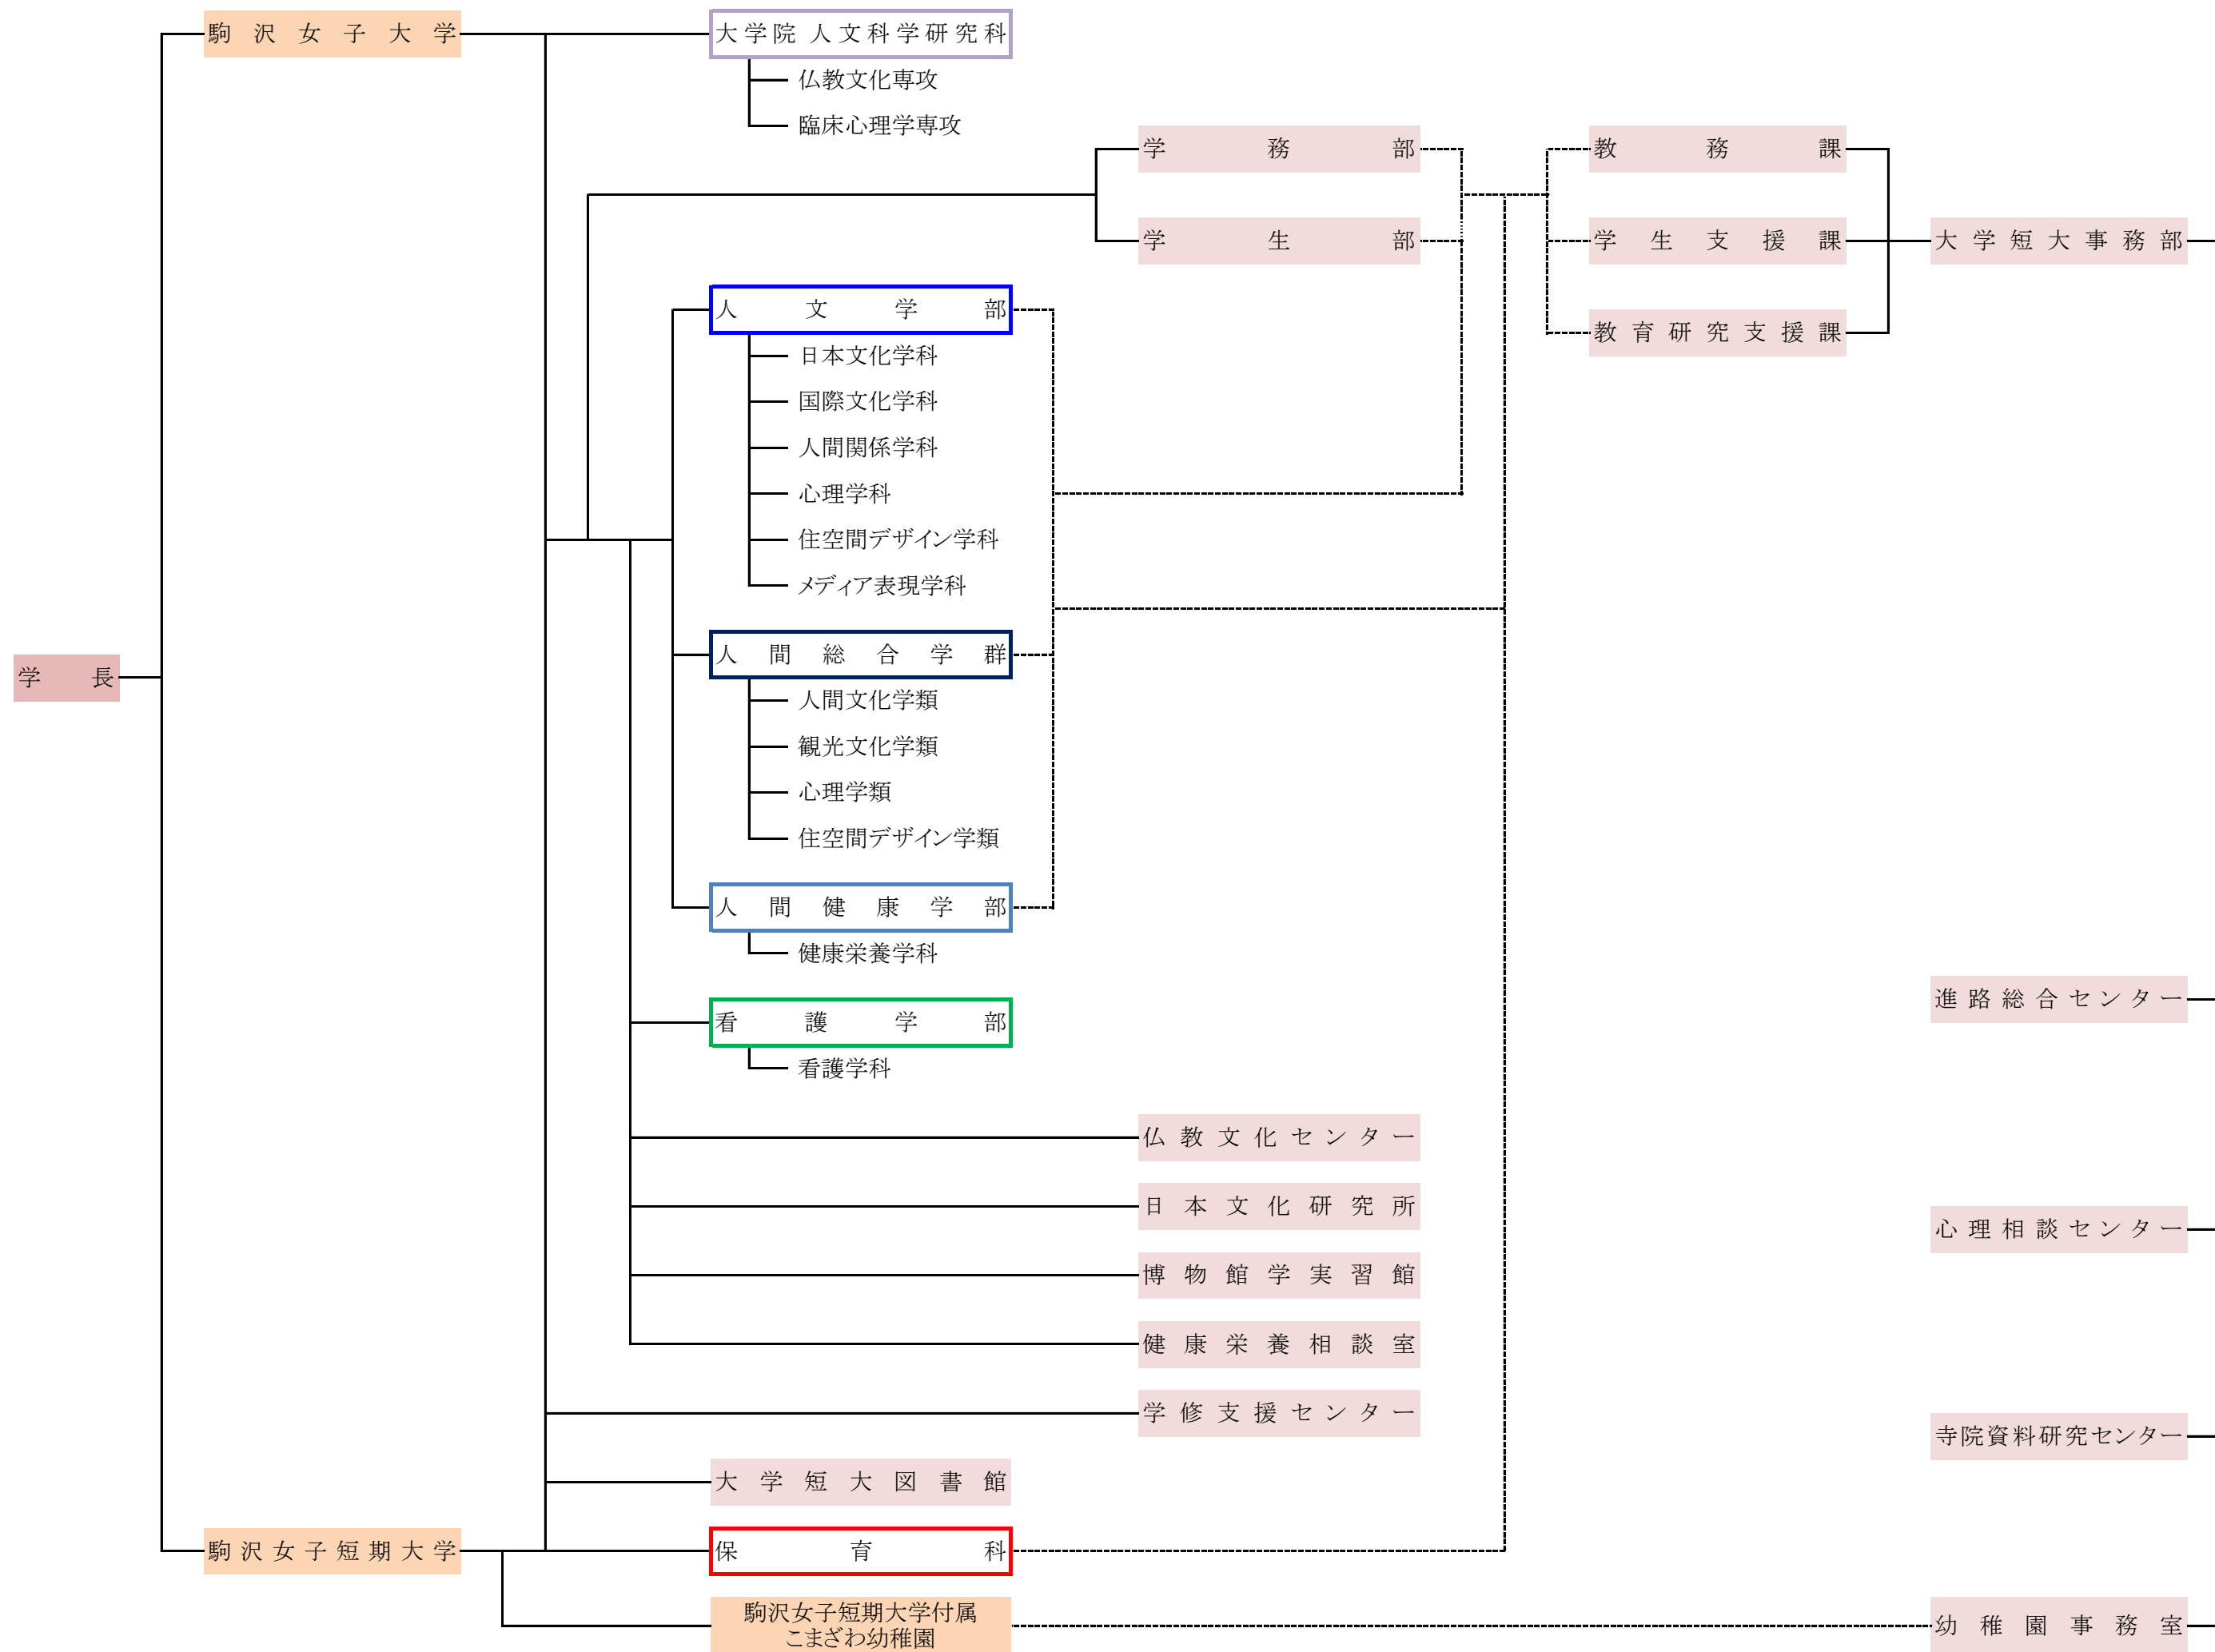 駒沢女子大学
大学院人文科学研究科
仏教文化専攻
臨床心理学専攻
学務部
教務課
学生部
学生支援課
大学短大事務部
人文学部
教育研究支援課
日本文化学科
国際文化学科
人間関係学科
心理学科
住空間デザイン学科
メディア表現学科
人間総合学群
学長
人間文化学類
観光文化学類
心理学類
住空間デザイン学類
人間健康学部
健康栄養学科
進路総合センター
看護学部
看護学科
仏教文化センター
日本文化研究所
心理相談センター
博物館学実習館
健康栄養相談室
学修支援センター
寺院資料研究センター
大学短大図書館
駒沢女子短期大学
保育科
駒沢女子短期大学付属
こまざわ幼稚園
幼稚園事務室